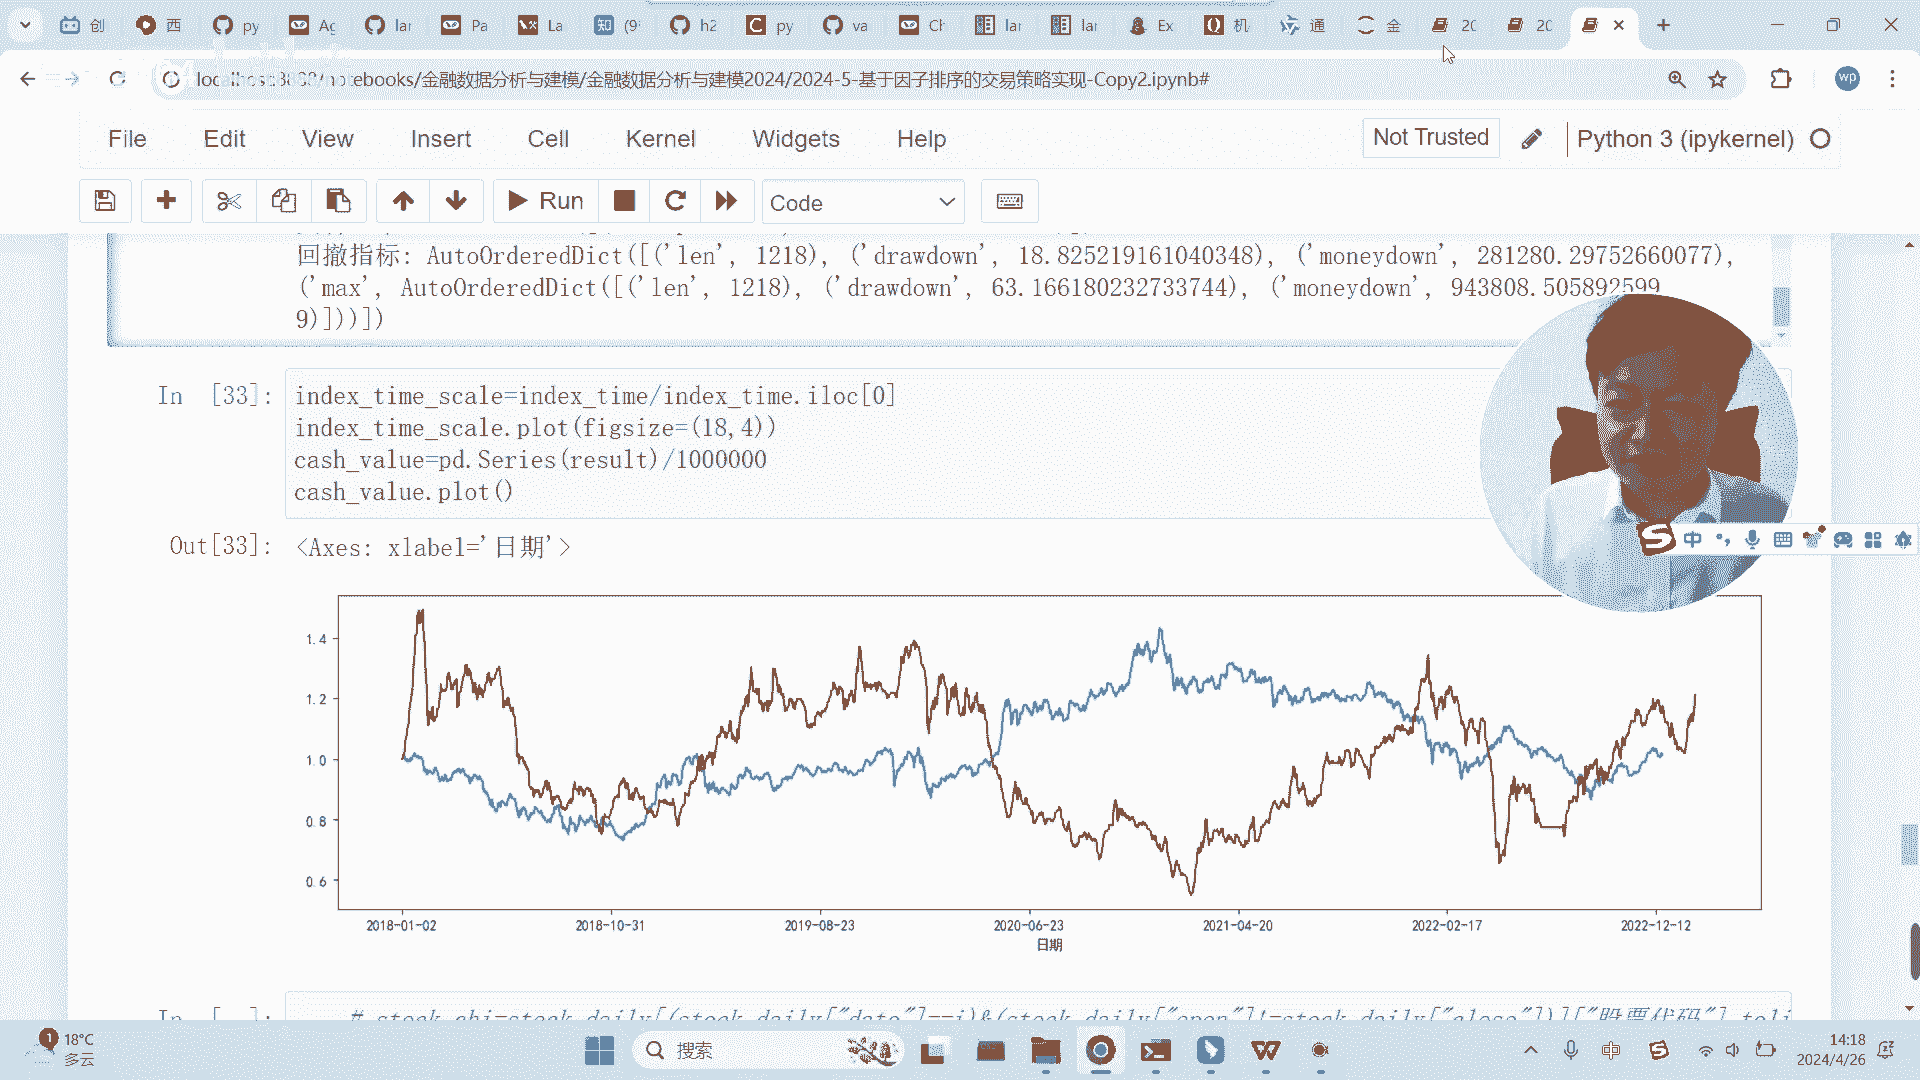 创 西 py Ag lar Pa La (9 h2 py va Ch lar lar Ex 机 通 金 20 20
localhost:8888/notebooks/金融数据分析与建模/金融数据分析与建模2024/2024-5-基于因子排序的交易策略实现-Copy2.ipynb#
wp
File Edit View Insert Cell Kernel Widgets Help Not Trusted Python 3 (ipykernel)
Run Code
回撤指标: AutoOrderedDict([('len', 1218), ('drawdown', 18.825219161040348), ('moneydown', 281280.29752660077),
('max', AutoOrderedDict([('len', 1218), ('drawdown', 63.166180232733744), ('moneydown', 943808.505892599
9)]))])
In [33]: index_time_scale=index_time/index_time.iloc[0]
index_time_scale.plot(figsize=(18,4))
cash_value=pd.Series(result)/1000000
cash_value.plot()
Out[33]: <Axes: xlabel='日期'>
中
1.4
1.2
1.0
0.8
0.6
2018-01-02 2018-10-31 2019-08-23 2020-06-23 2021-04-20 2022-02-17 2022-12-12
日期
In [ ]: # stock_chi=stock_daily[(stock_daily["date"]==i)&(stock_daily["open"]!=stock_daily["close"])]["股票代码"].toli
1
18°C
多云
搜索
中
14:18
2024/4/26